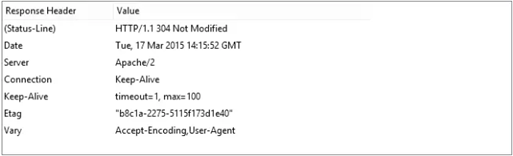 Response Header Value
(Status-Line) HTTP/1.1 304 Not Modified
Date Tue, 17 Mar 2015 14:15:52 GMT
Server Apache/2
Connection Keep-Alive
Keep-Alive timeout=1, max=100
Etag "b8c1a-2275-5115f173d1e40"
Vary Accept-Encoding,User-Agent